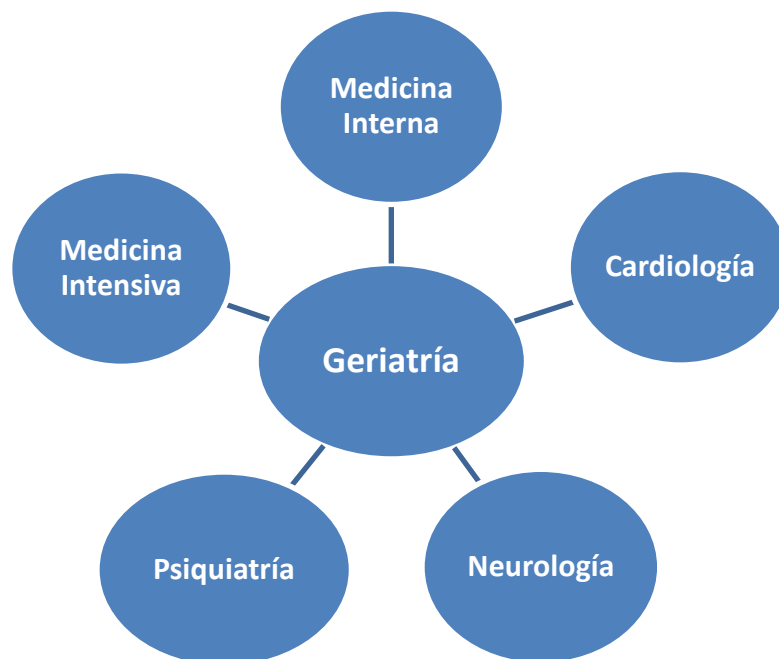 Medicina
Interna
Medicina
Intensiva
Cardiología
Geriatría
Psiquiatría
Neurología